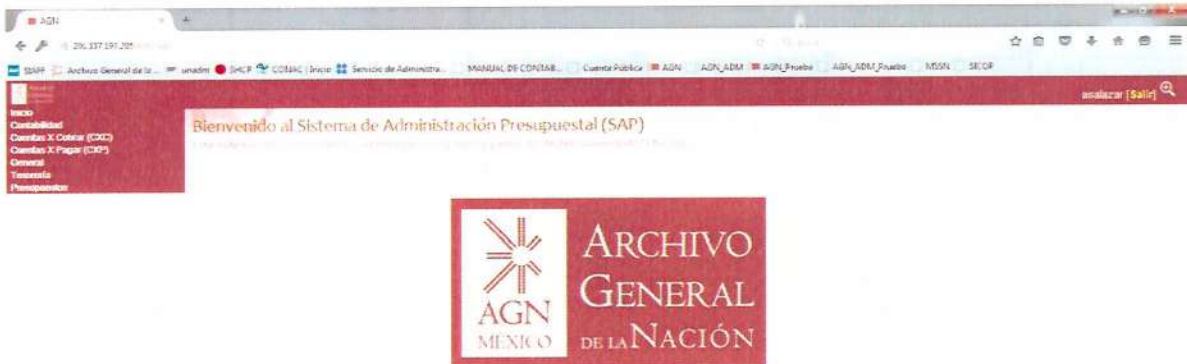 AGN
STAFF Archivo General de la ... unadm SHCP CONAC | Inicio Servicio de Administra... MANUAL DE CONTAB... Cuenta Pública AGN AGN_ADM AGN_Prueba AGN_ADM_Prueba MSSN SICOP
asalazar [Salir]
Inicio
Contabilidad
Cuentas X Cobrar (CXC)
Cuentas X Pagar (CXP)
General
Tesorería
Presupuestos
Bienvenido al Sistema de Administración Presupuestal (SAP)
AGN
MÉXICO
ARCHIVO
GENERAL
DE LA NACIÓN